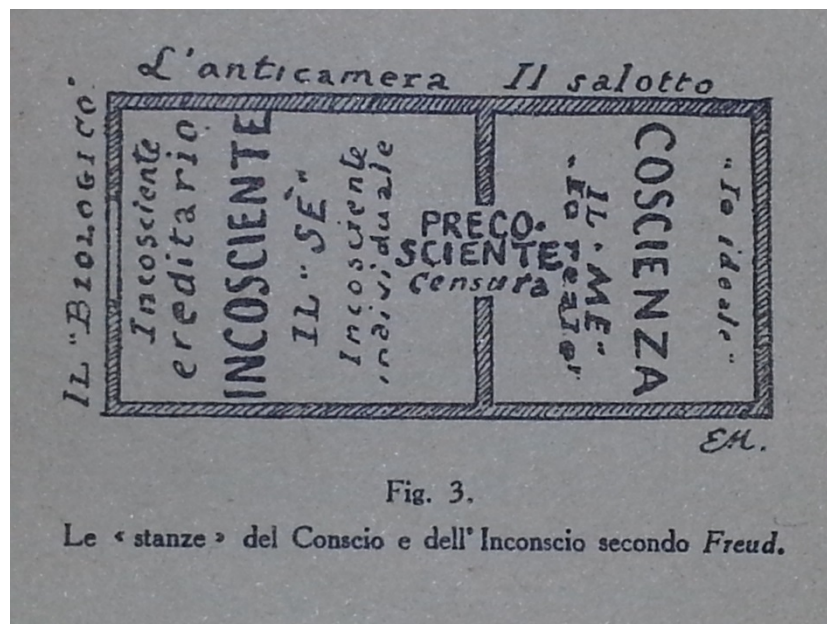 L'anticamera Il salotto
IL "BIOLOGICO"
Incosciente
ereditario
INCOSCIENTE
IL "SÈ"
Incosciente
individuale
PRECO-
SCIENTE
Censura
"Io reale"
IL "ME"
COSCIENZA
"Io ideale"
EM.
Fig. 3.
Le « stanze » del Conscio e dell'Inconscio secondo Freud.